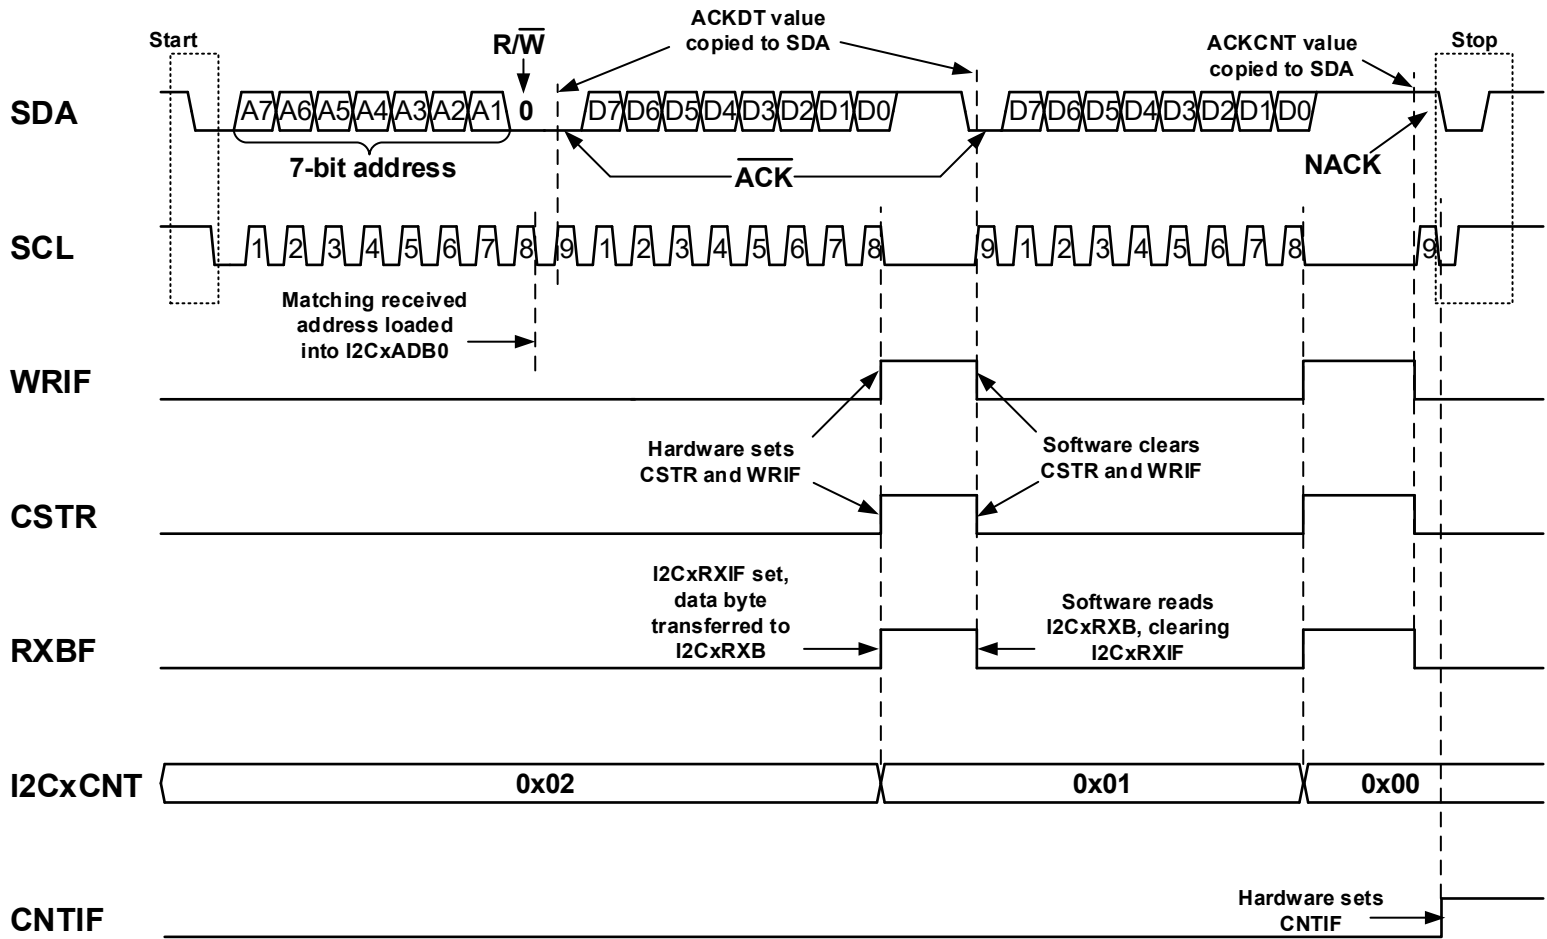 ACKDT value
copied to SDA
Start
R/W
ACKCNT value
copied to SDA
Stop
SDA
A7 A6 A5 A4 A3 A2 A1 0 D7 D6 D5 D4 D3 D2 D1 D0 D7 D6 D5 D4 D3 D2 D1 D0
7-bit address
ACK
NACK
SCL
1 2 3 4 5 6 7 8 9 1 2 3 4 5 6 7 8 9 1 2 3 4 5 6 7 8 9
Matching received
address loaded
into I2CxADB0
WRIF
Hardware sets
CSTR and WRIF
Software clears
CSTR and WRIF
CSTR
I2CxRXIF set,
data byte
transferred to
I2CxRXB
Software reads
I2CxRXB, clearing
I2CxRXIF
RXBF
I2CxCNT
0x02
0x01
0x00
Hardware sets
CNTIF
CNTIF